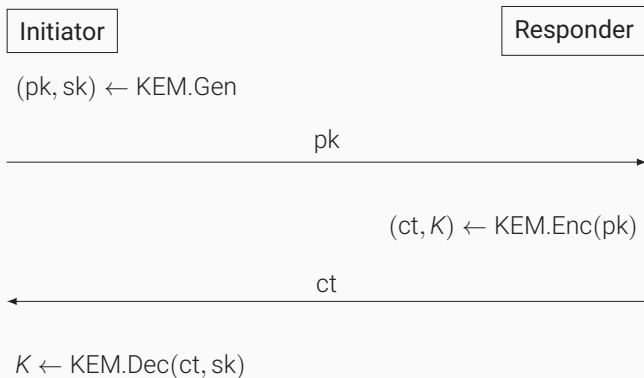 Initiator
Responder
(pk, sk) ← KEM.Gen
pk
(ct, K) ← KEM.Enc(pk)
ct
K ← KEM.Dec(ct, sk)